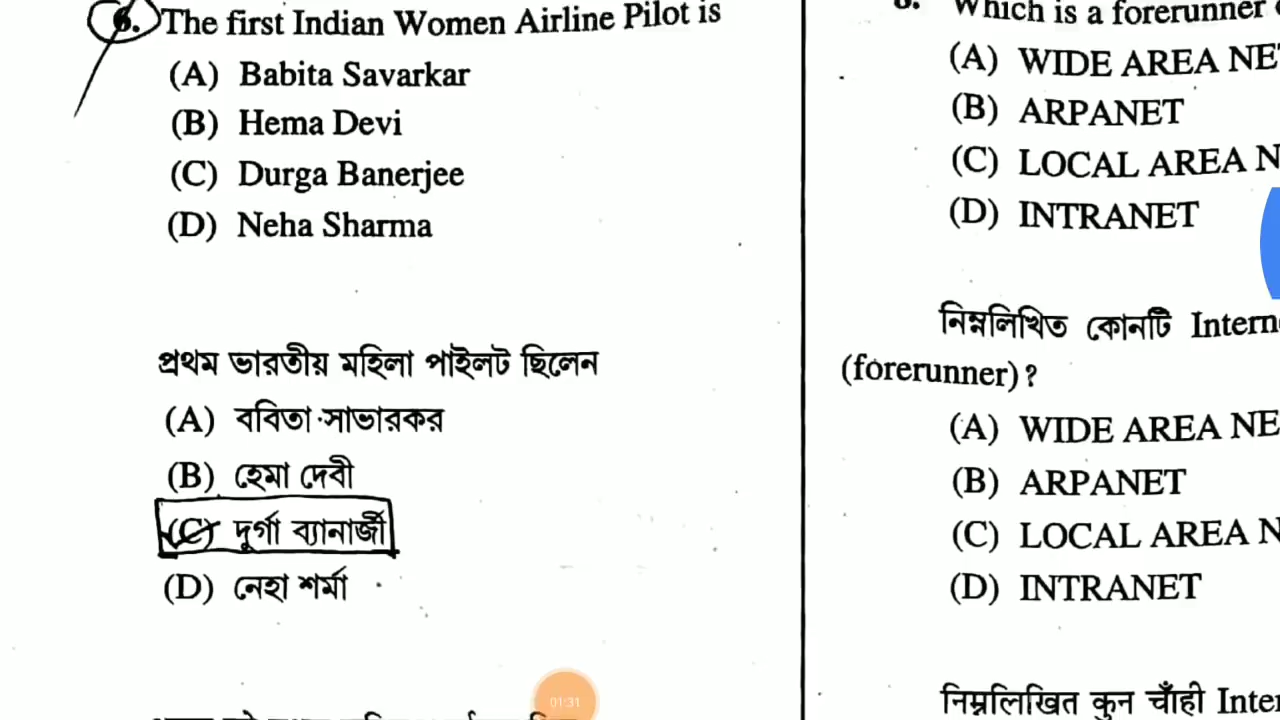 6. The first Indian Women Airline Pilot is
(A) Babita Savarkar
(B) Hema Devi
(C) Durga Banerjee
(D) Neha Sharma
প্রথম ভারতীয় মহিলা পাইলট ছিলেন
(A) ববিতা সাভারকর
(B) হেমা দেবী
(C) দুর্গা ব্যানার্জী
(D) নেহা শর্মা
8. Which is a forerunner
(A) WIDE AREA
(B) ARPANET
(C) LOCAL AREA
(D) INTRANET
নিম্নলিখিত কোনটি Intern
(forerunner) ?
(A) WIDE AREA
(B) ARPANET
(C) LOCAL AREA
(D) INTRANET
নিম্নলিখিত কুন চাঁহী Inter
01:31